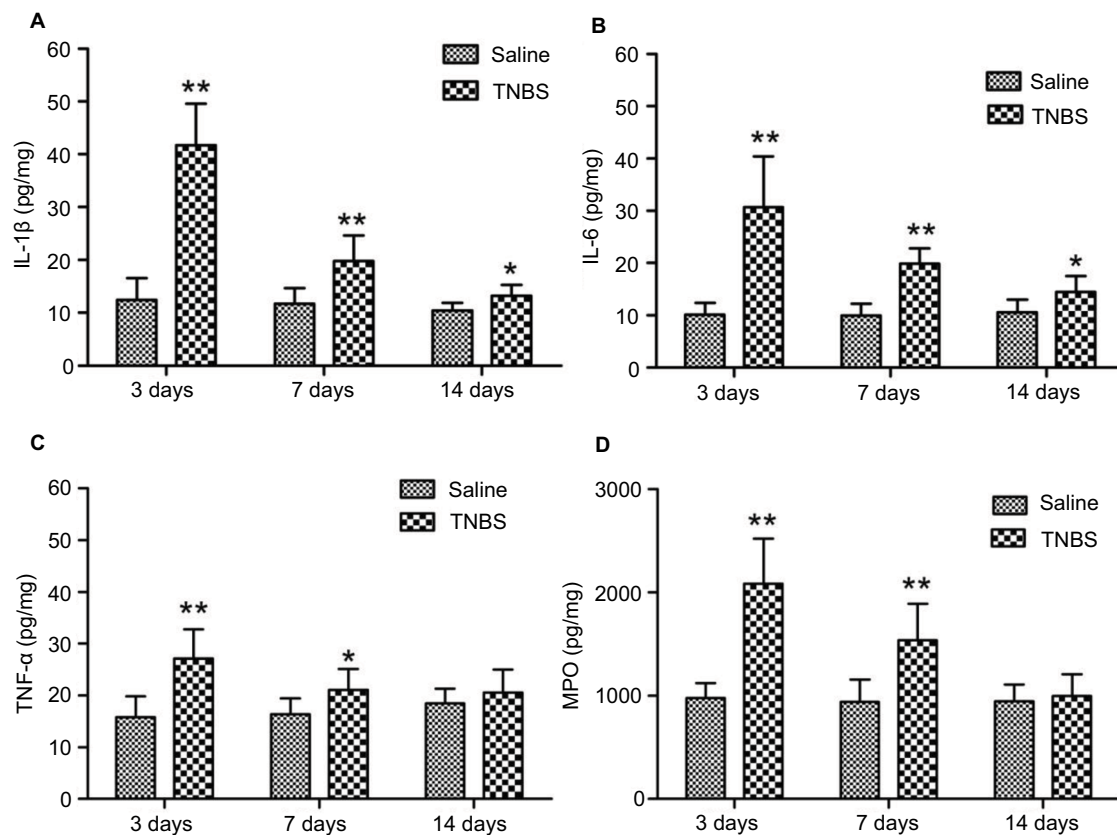 A
60
50
40
30
20
10
0
IL-1β (pg/mg)
Saline
TNBS
**
**
*
3 days
7 days
14 days
B
60
50
40
30
20
10
0
IL-6 (pg/mg)
Saline
TNBS
**
**
*
3 days
7 days
14 days
C
60
50
40
30
20
10
0
TNF-α (pg/mg)
Saline
TNBS
**
*
3 days
7 days
14 days
D
3000
2000
1000
0
MPO (pg/mg)
Saline
TNBS
**
**
3 days
7 days
14 days